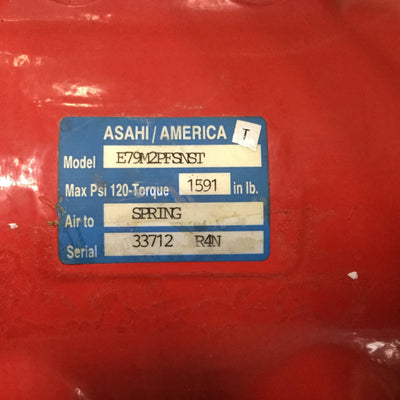 ASAHI/AMERICA T
Model E79M2PFSNST
Max Psi 120-Torque 1591 in lb.
Air to SPRING
Serial 33712 R4N